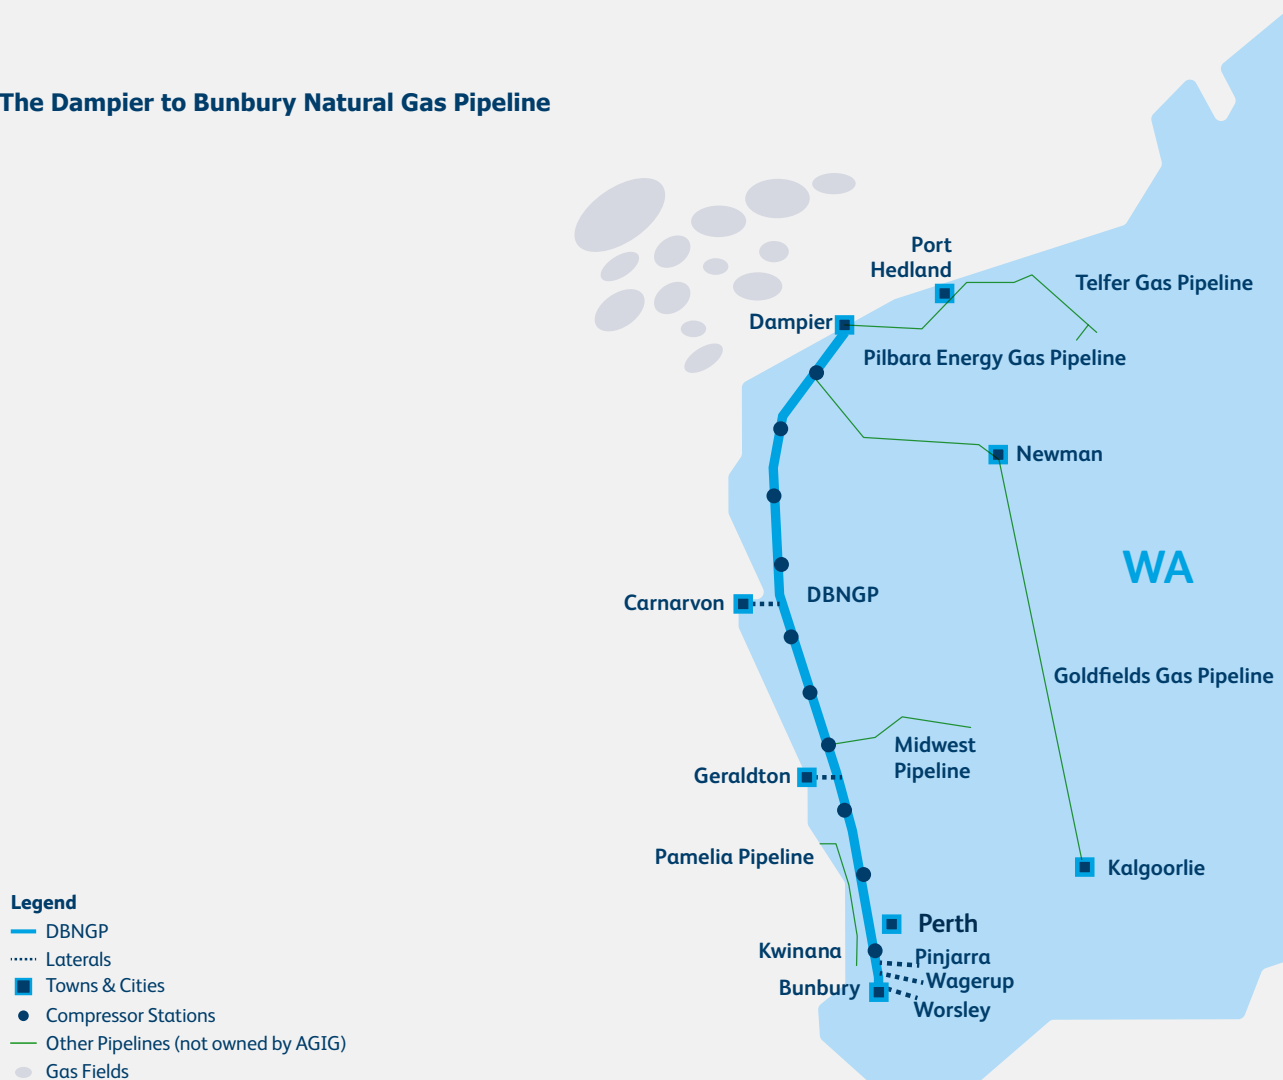 The Dampier to Bunbury Natural Gas Pipeline
Port
Hedland
Telfer Gas Pipeline
Dampier
Pilbara Energy Gas Pipeline
Newman
WA
DBNGP
Carnarvon
Goldfields Gas Pipeline
Midwest
Pipeline
Geraldton
Pamelia Pipeline
Kalgoorlie
Perth
Kwinana
Pinjarra
Wagerup
Bunbury
Worsley
Legend
DBNGP
Laterals
Towns & Cities
Compressor Stations
Other Pipelines (not owned by AGIG)
Gas Fields